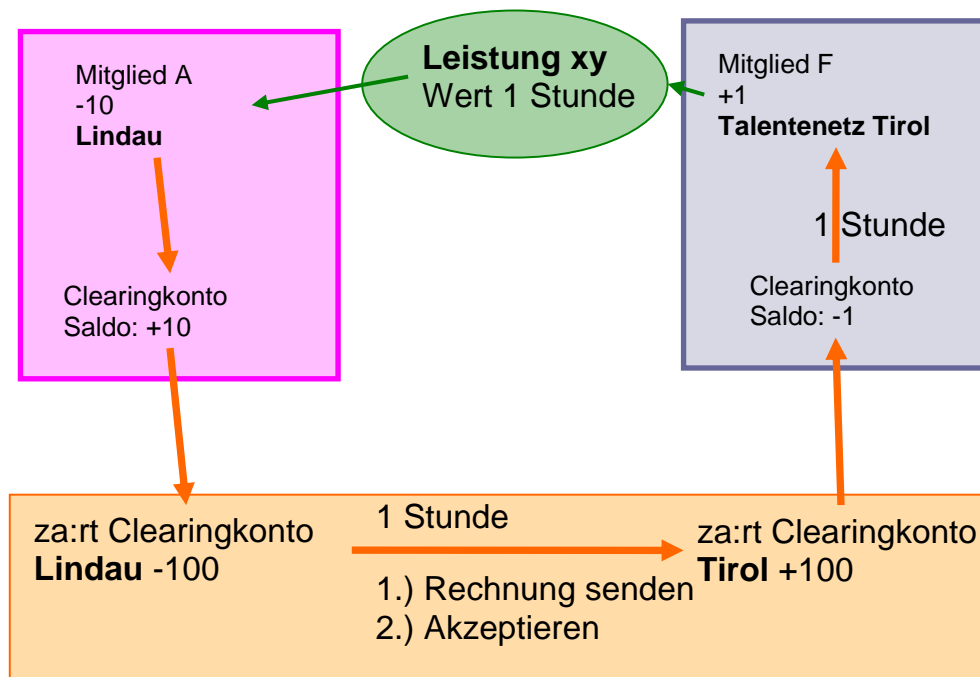 Mitglied A
-10
Lindau
Leistung xy
Wert 1 Stunde
Mitglied F
+1
Talentenetz Tirol
1 Stunde
Clearingkonto
Saldo: +10
Clearingkonto
Saldo: -1
za:rt Clearingkonto
Lindau -100
1 Stunde
1.) Rechnung senden
2.) Akzeptieren
za:rt Clearingkonto
Tirol +100